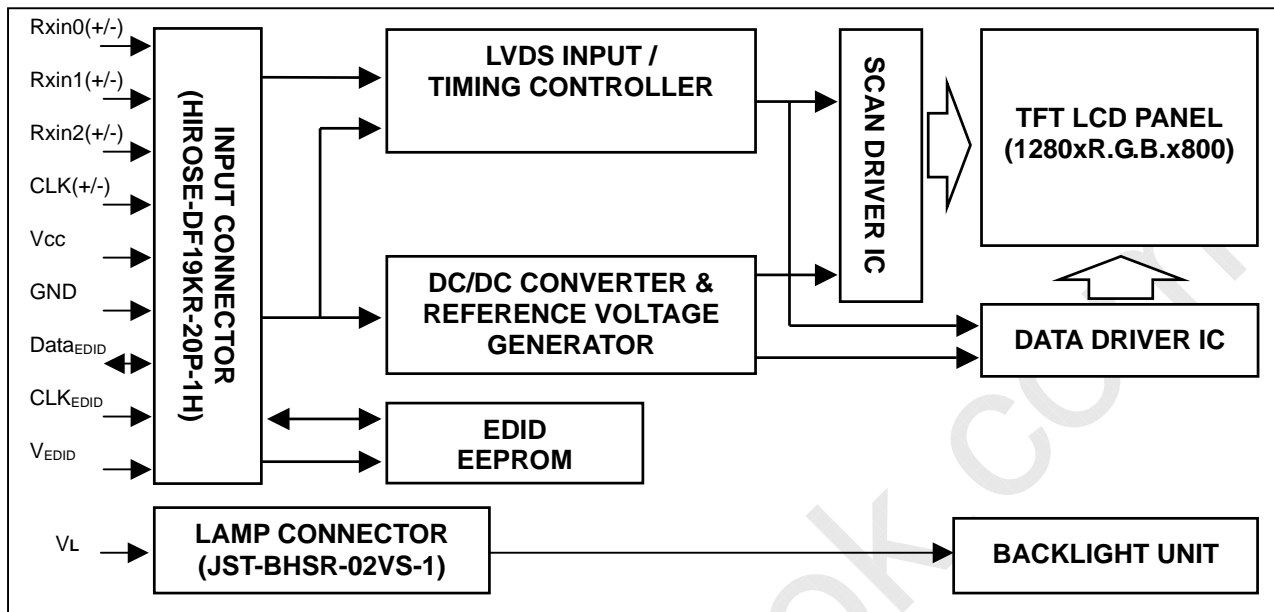 Rxin0(+/-)
Rxin1(+/-)
Rxin2(+/-)
CLK(+/-)
Vcc
GND
DataEDID
CLKEDID
VEDID
VL
INPUT CONNECTOR
(HIROSE-DF19KR-20P-1H)
LVDS INPUT /
TIMING CONTROLLER
DC/DC CONVERTER &
REFERENCE VOLTAGE
GENERATOR
EDID
EEPROM
LAMP CONNECTOR
(JST-BHSR-02VS-1)
SCAN DRIVER IC
TFT LCD PANEL
(1280xR.G.B.x800)
DATA DRIVER IC
BACKLIGHT UNIT
ok.com